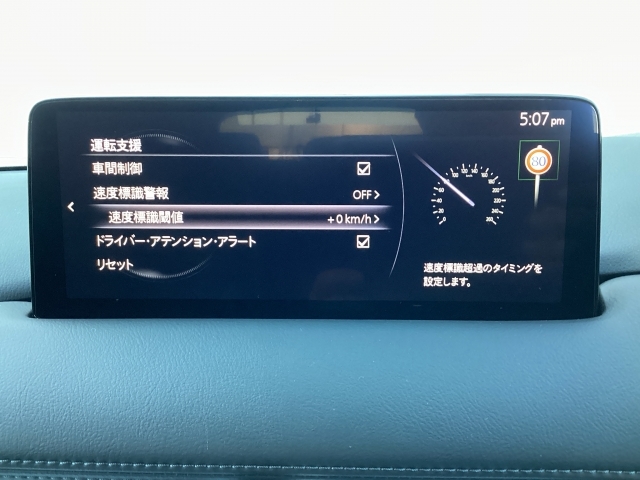 5:07 pm
運転支援
車間制御
速度標識警報 OFF
速度標識閾値 +0 km/h
ドライバー・アテンション・アラート
リセット
80
速度標識超過のタイミングを
設定します。